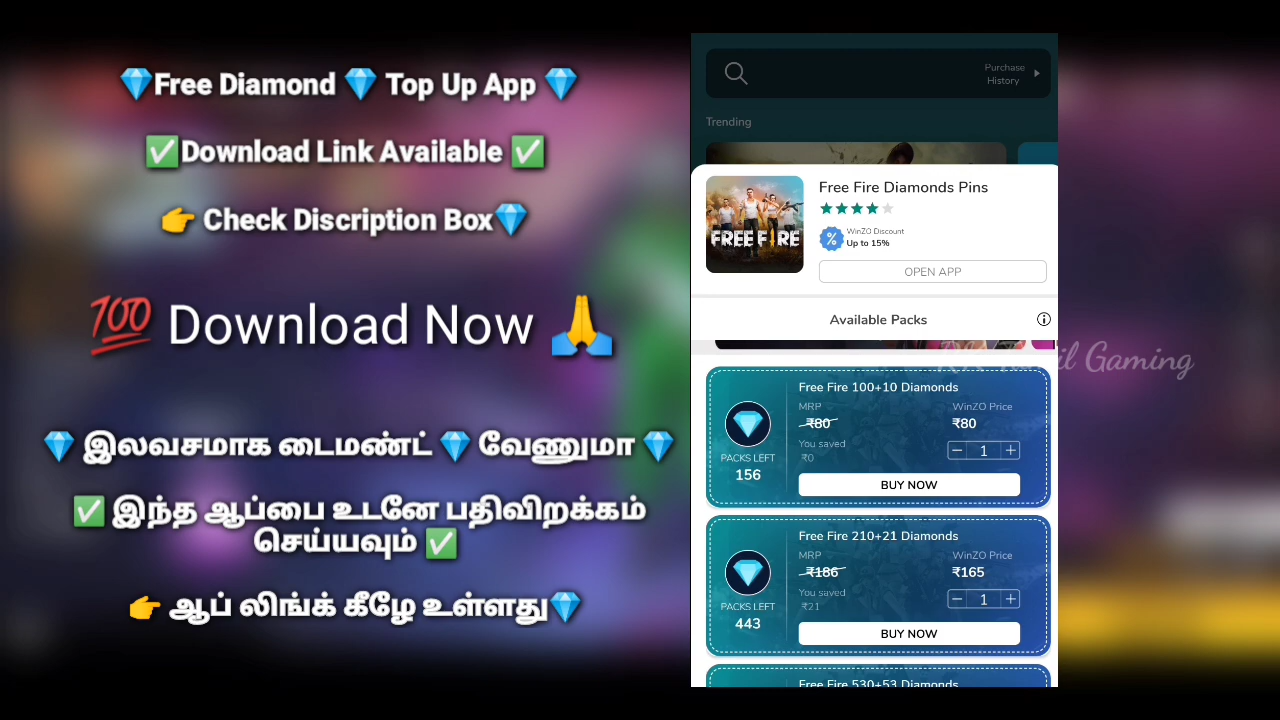 💎Free Diamond 💎 Top Up App 💎
✅Download Link Available ✅
👉 Check Discription Box💎
💯 Download Now 🙏
💎 இலவசமாக டைமண்ட் 💎 வேணுமா 💎
✅ இந்த ஆப்பை உடனே பதிவிறக்கம்
செய்யவும் ✅
👉 ஆப் லிங்க் கீழே உள்ளது💎
Purchase
History
Trending
Free Fire Diamonds Pins
FREE FIRE
WinZO Discount
Up to 15%
OPEN APP
Available Packs
il Gaming
Free Fire 100+10 Diamonds
MRP WinZO Price
₹80 ₹80
You saved
₹0
− 1 +
PACKS LEFT
156
BUY NOW
Free Fire 210+21 Diamonds
MRP WinZO Price
₹186 ₹165
You saved
₹21
− 1 +
PACKS LEFT
443
BUY NOW
Free Fire 530+53 Diamonds